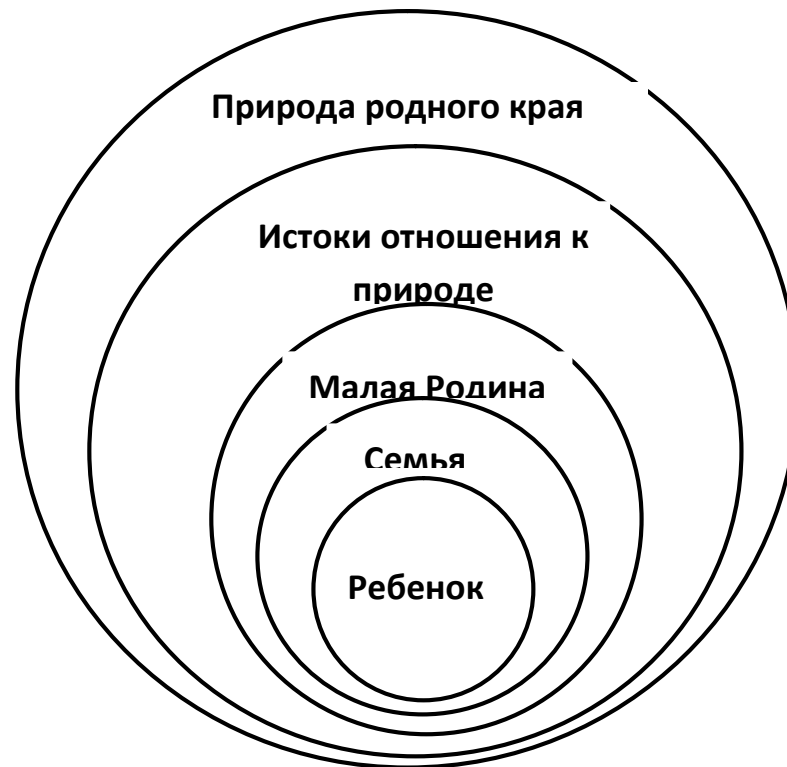 Природа родного края
Истоки отношения к
природе
Малая Родина
Семья
Ребенок